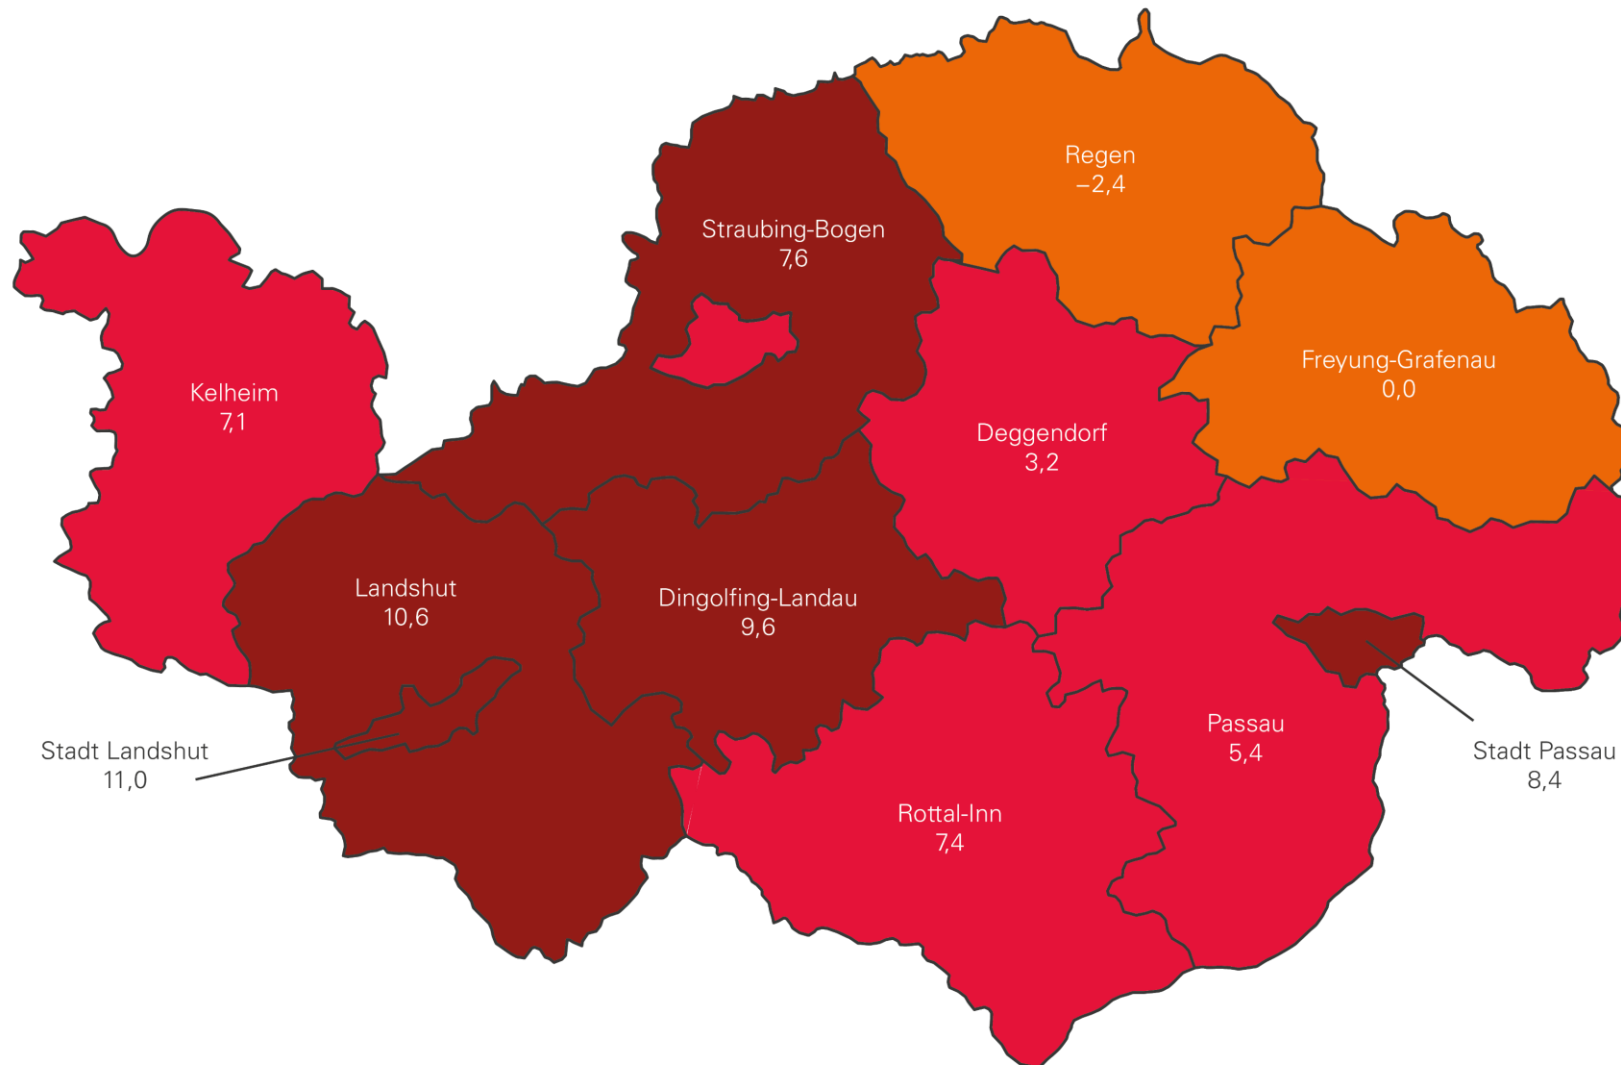 Regen
–2,4
Straubing-Bogen
7,6
Freyung-Grafenau
0,0
Kelheim
7,1
Deggendorf
3,2
Landshut
10,6
Dingolfing-Landau
9,6
Passau
5,4
Stadt Landshut
11,0
Stadt Passau
8,4
Rottal-Inn
7,4